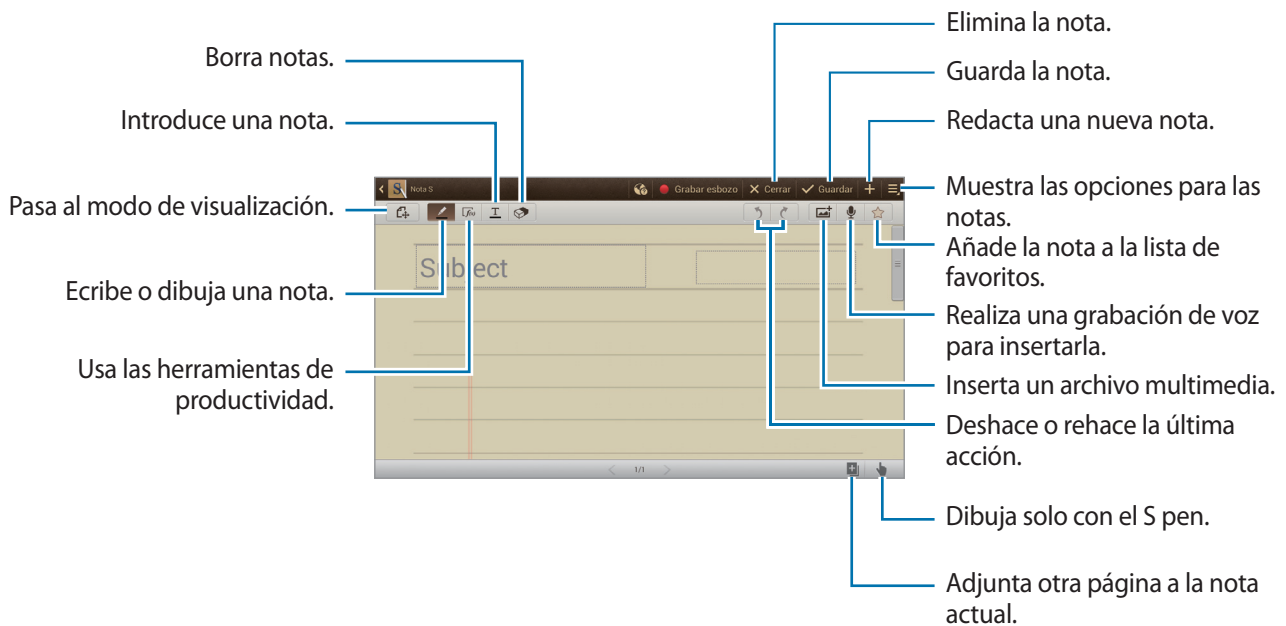 Borra notas.
Introduce una nota.
Pasa al modo de visualización.
Ecribe o dibuja una nota.
Usa las herramientas de
productividad.
Nota S
Grabar esbozo
Cerrar
Guardar
Subject
1/1
Elimina la nota.
Guarda la nota.
Redacta una nueva nota.
Muestra las opciones para las
notas.
Añade la nota a la lista de
favoritos.
Realiza una grabación de voz
para insertarla.
Inserta un archivo multimedia.
Deshace o rehace la última
acción.
Dibuja solo con el S pen.
Adjunta otra página a la nota
actual.